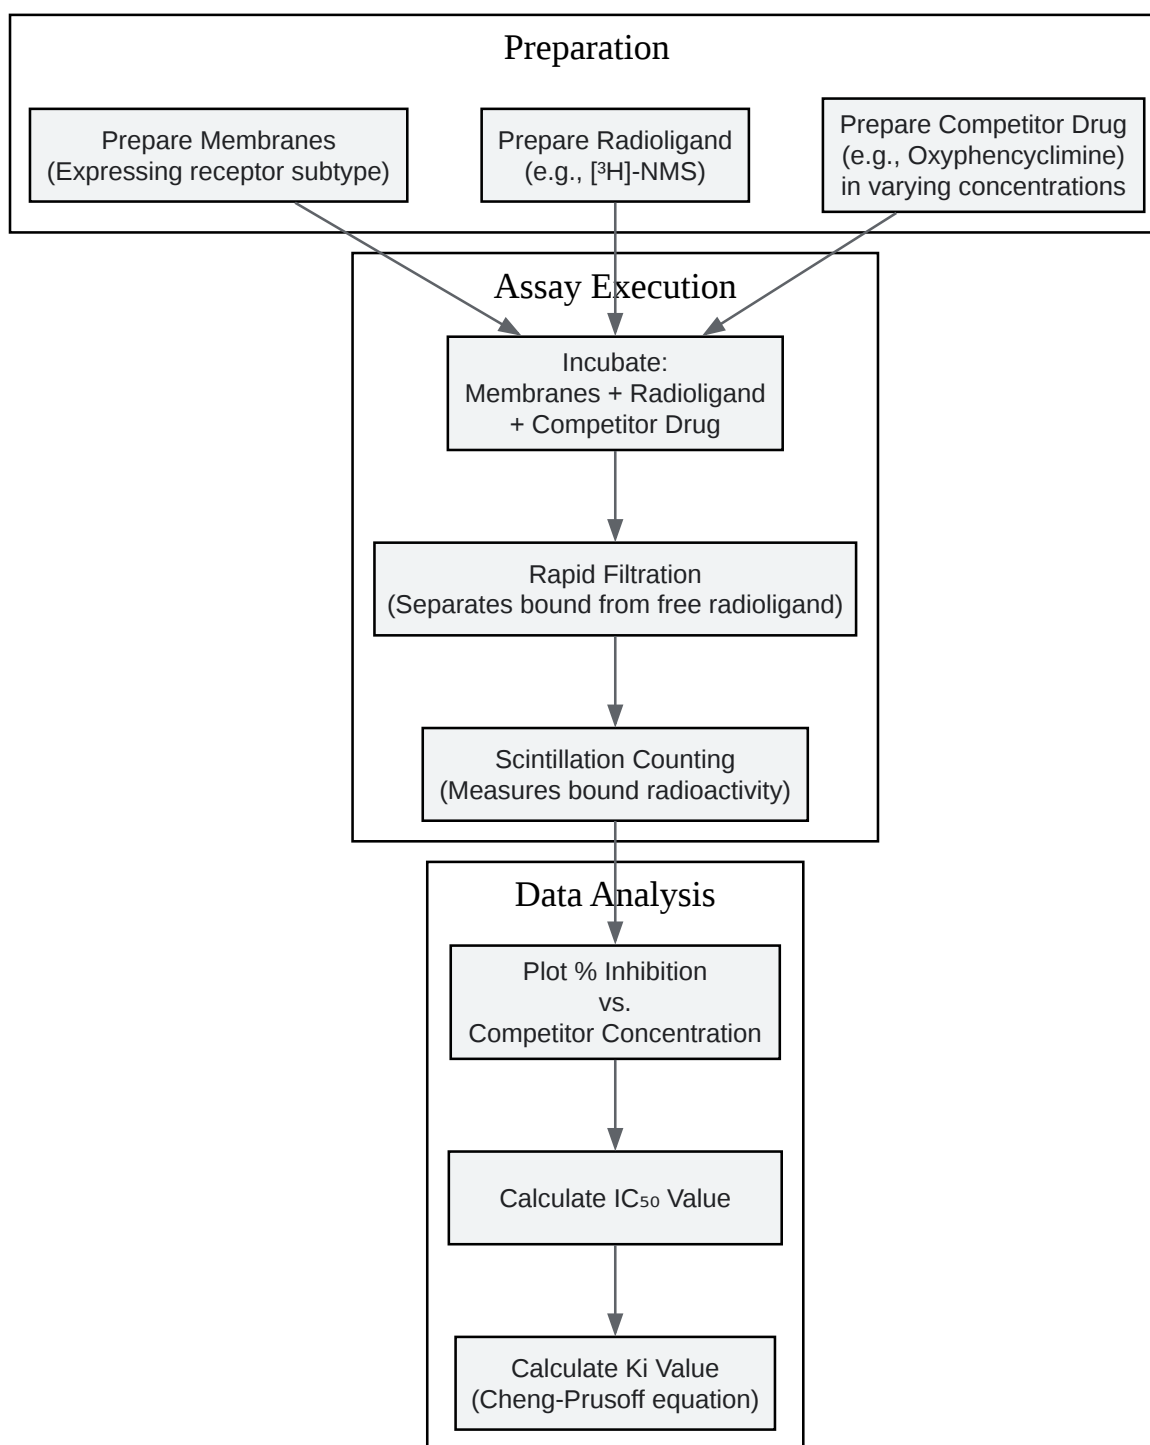 Preparation
Prepare Membranes
(Expressing receptor subtype)
Prepare Radioligand
(e.g., [³H]-NMS)
Prepare Competitor Drug
(e.g., Oxyphencyclimine)
in varying concentrations
Assay Execution
Incubate:
Membranes + Radioligand
+ Competitor Drug
Rapid Filtration
(Separates bound from free radioligand)
Scintillation Counting
(Measures bound radioactivity)
Data Analysis
Plot % Inhibition
vs.
Competitor Concentration
Calculate IC₅₀ Value
Calculate Ki Value
(Cheng-Prusoff equation)